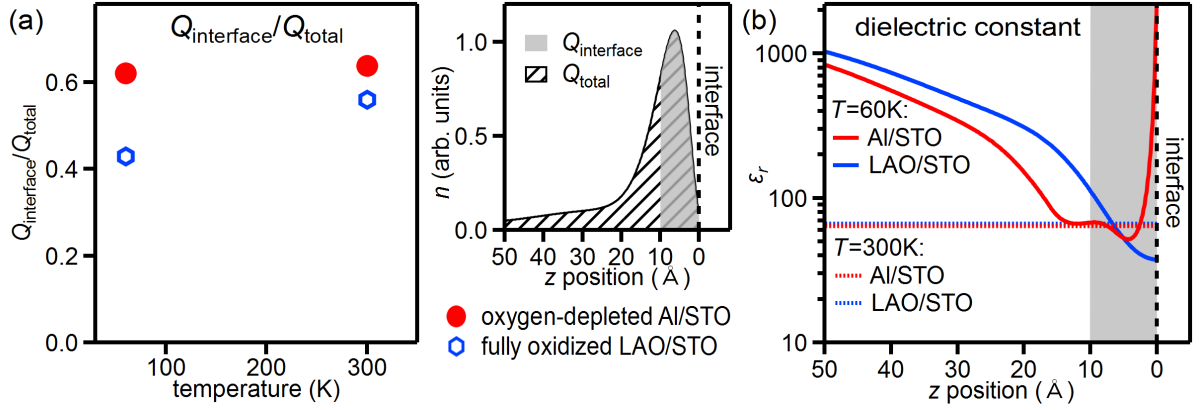 (a)
Qinterface/Qtotal
Qinterface/Qtotal
0.6
0.4
0.2
0.0
100
200
300
temperature (K)
n (arb. units)
1.0
0.5
0.0
Qinterface
Qtotal
interface
50 40 30 20 10 0
z position (Å)
oxygen-depleted Al/STO
fully oxidized LAO/STO
(b)
dielectric constant
εr
1000
100
10
T=60K:
Al/STO
LAO/STO
T=300K:
Al/STO
LAO/STO
interface
50 40 30 20 10 0
z position (Å)